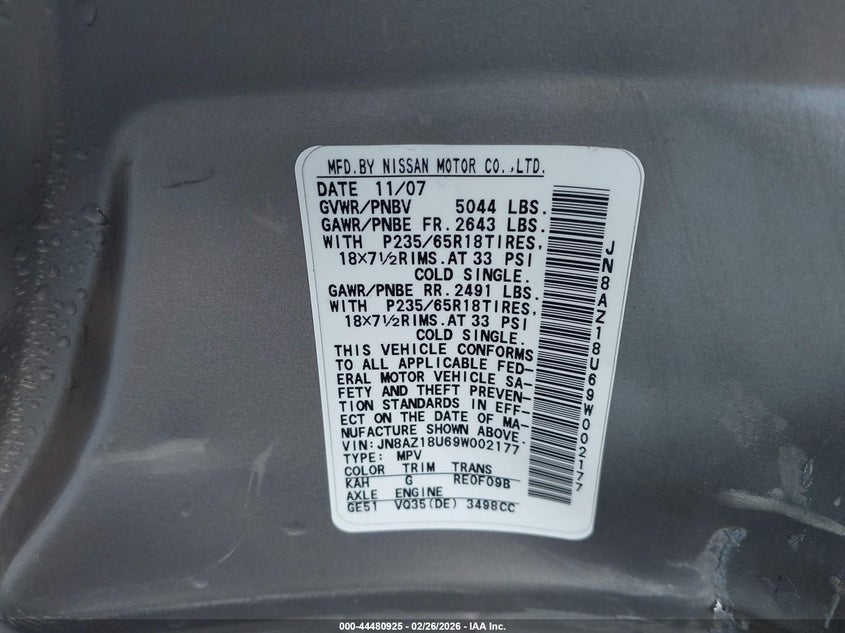 MFD.BY NISSAN MOTOR CO.,LTD.
DATE 11/07
GVWR/PNBV 5044 LBS.
GAWR/PNBE FR.2643 LBS.
WITH P235/65R18TIRES,
18×7½RIMS.AT 33 PSI
COLD SINGLE.
GAWR/PNBE RR.2491 LBS.
WITH P235/65R18TIRES,
18×7½RIMS.AT 33 PSI
COLD SINGLE.
THIS VEHICLE CONFORMS
TO ALL APPLICABLE FED-
ERAL MOTOR VEHICLE SA-
FETY AND THEFT PREVEN-
TION STANDARDS IN EFF-
ECT ON THE DATE OF MA-
NUFACTURE SHOWN ABOVE.
VIN:JN8AZ18U69W002177
TYPE: MPV
COLOR TRIM TRANS
KAH G RE0F09B
AXLE ENGINE
GE51 VQ35(DE) 3498CC
JN8AZ18U69W002177
000-44480925 - 02/26/2026 - IAA Inc.